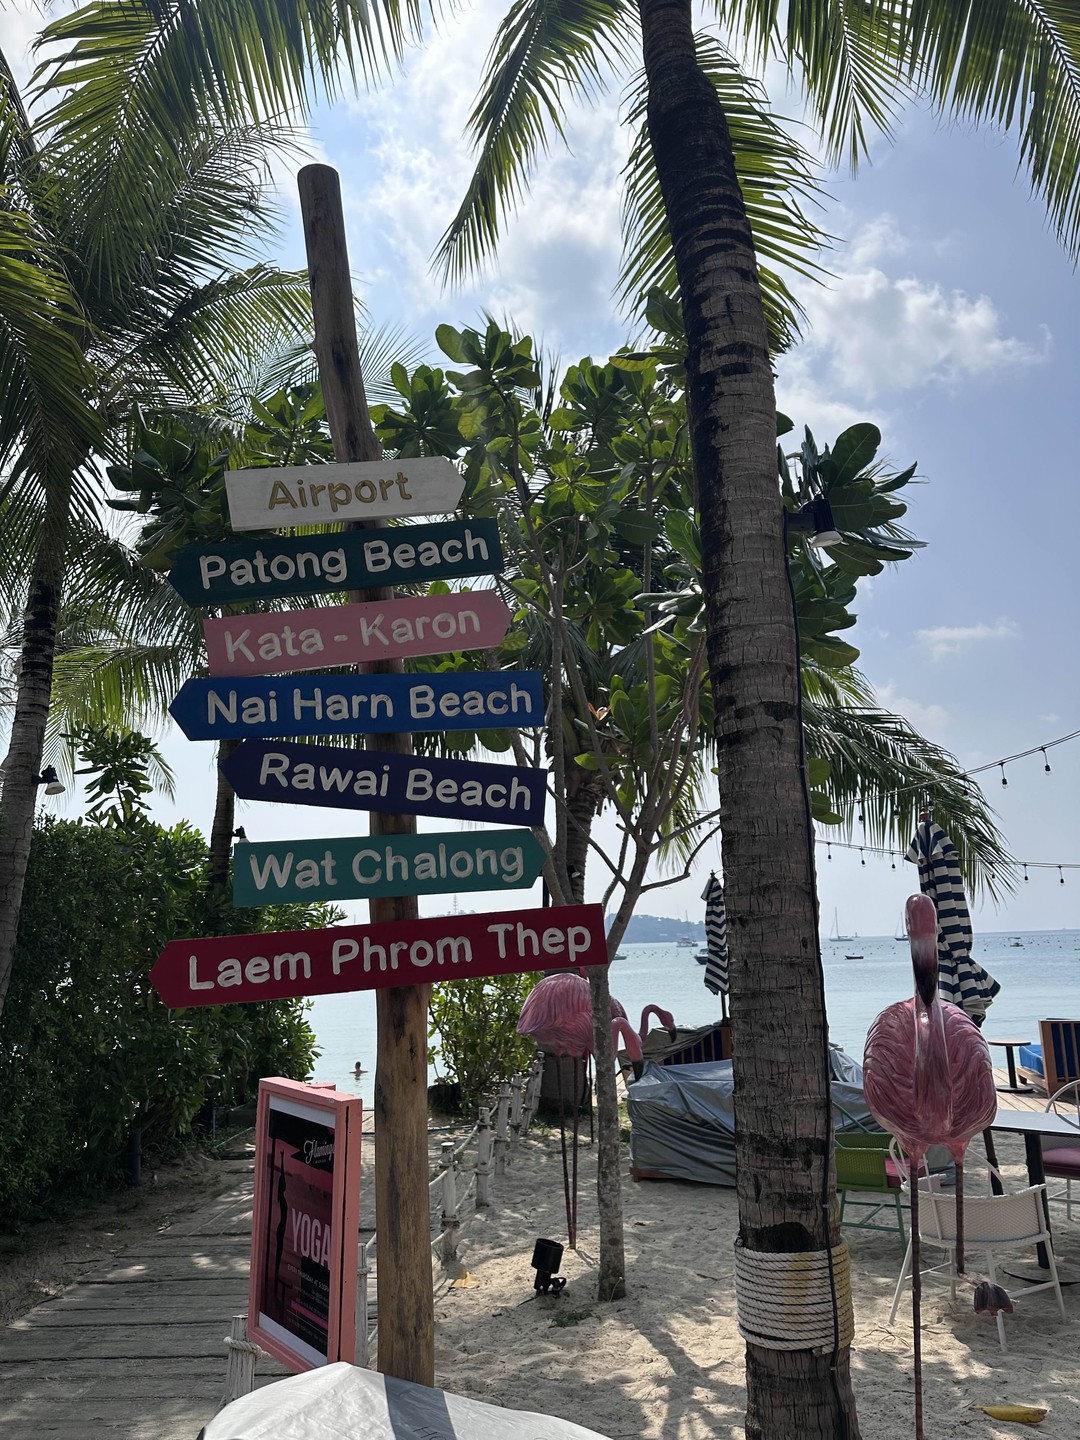 Airport
Patong Beach
Kata - Karon
Nai Harn Beach
Rawai Beach
Wat Chalong
Laem Phrom Thep
YOGA